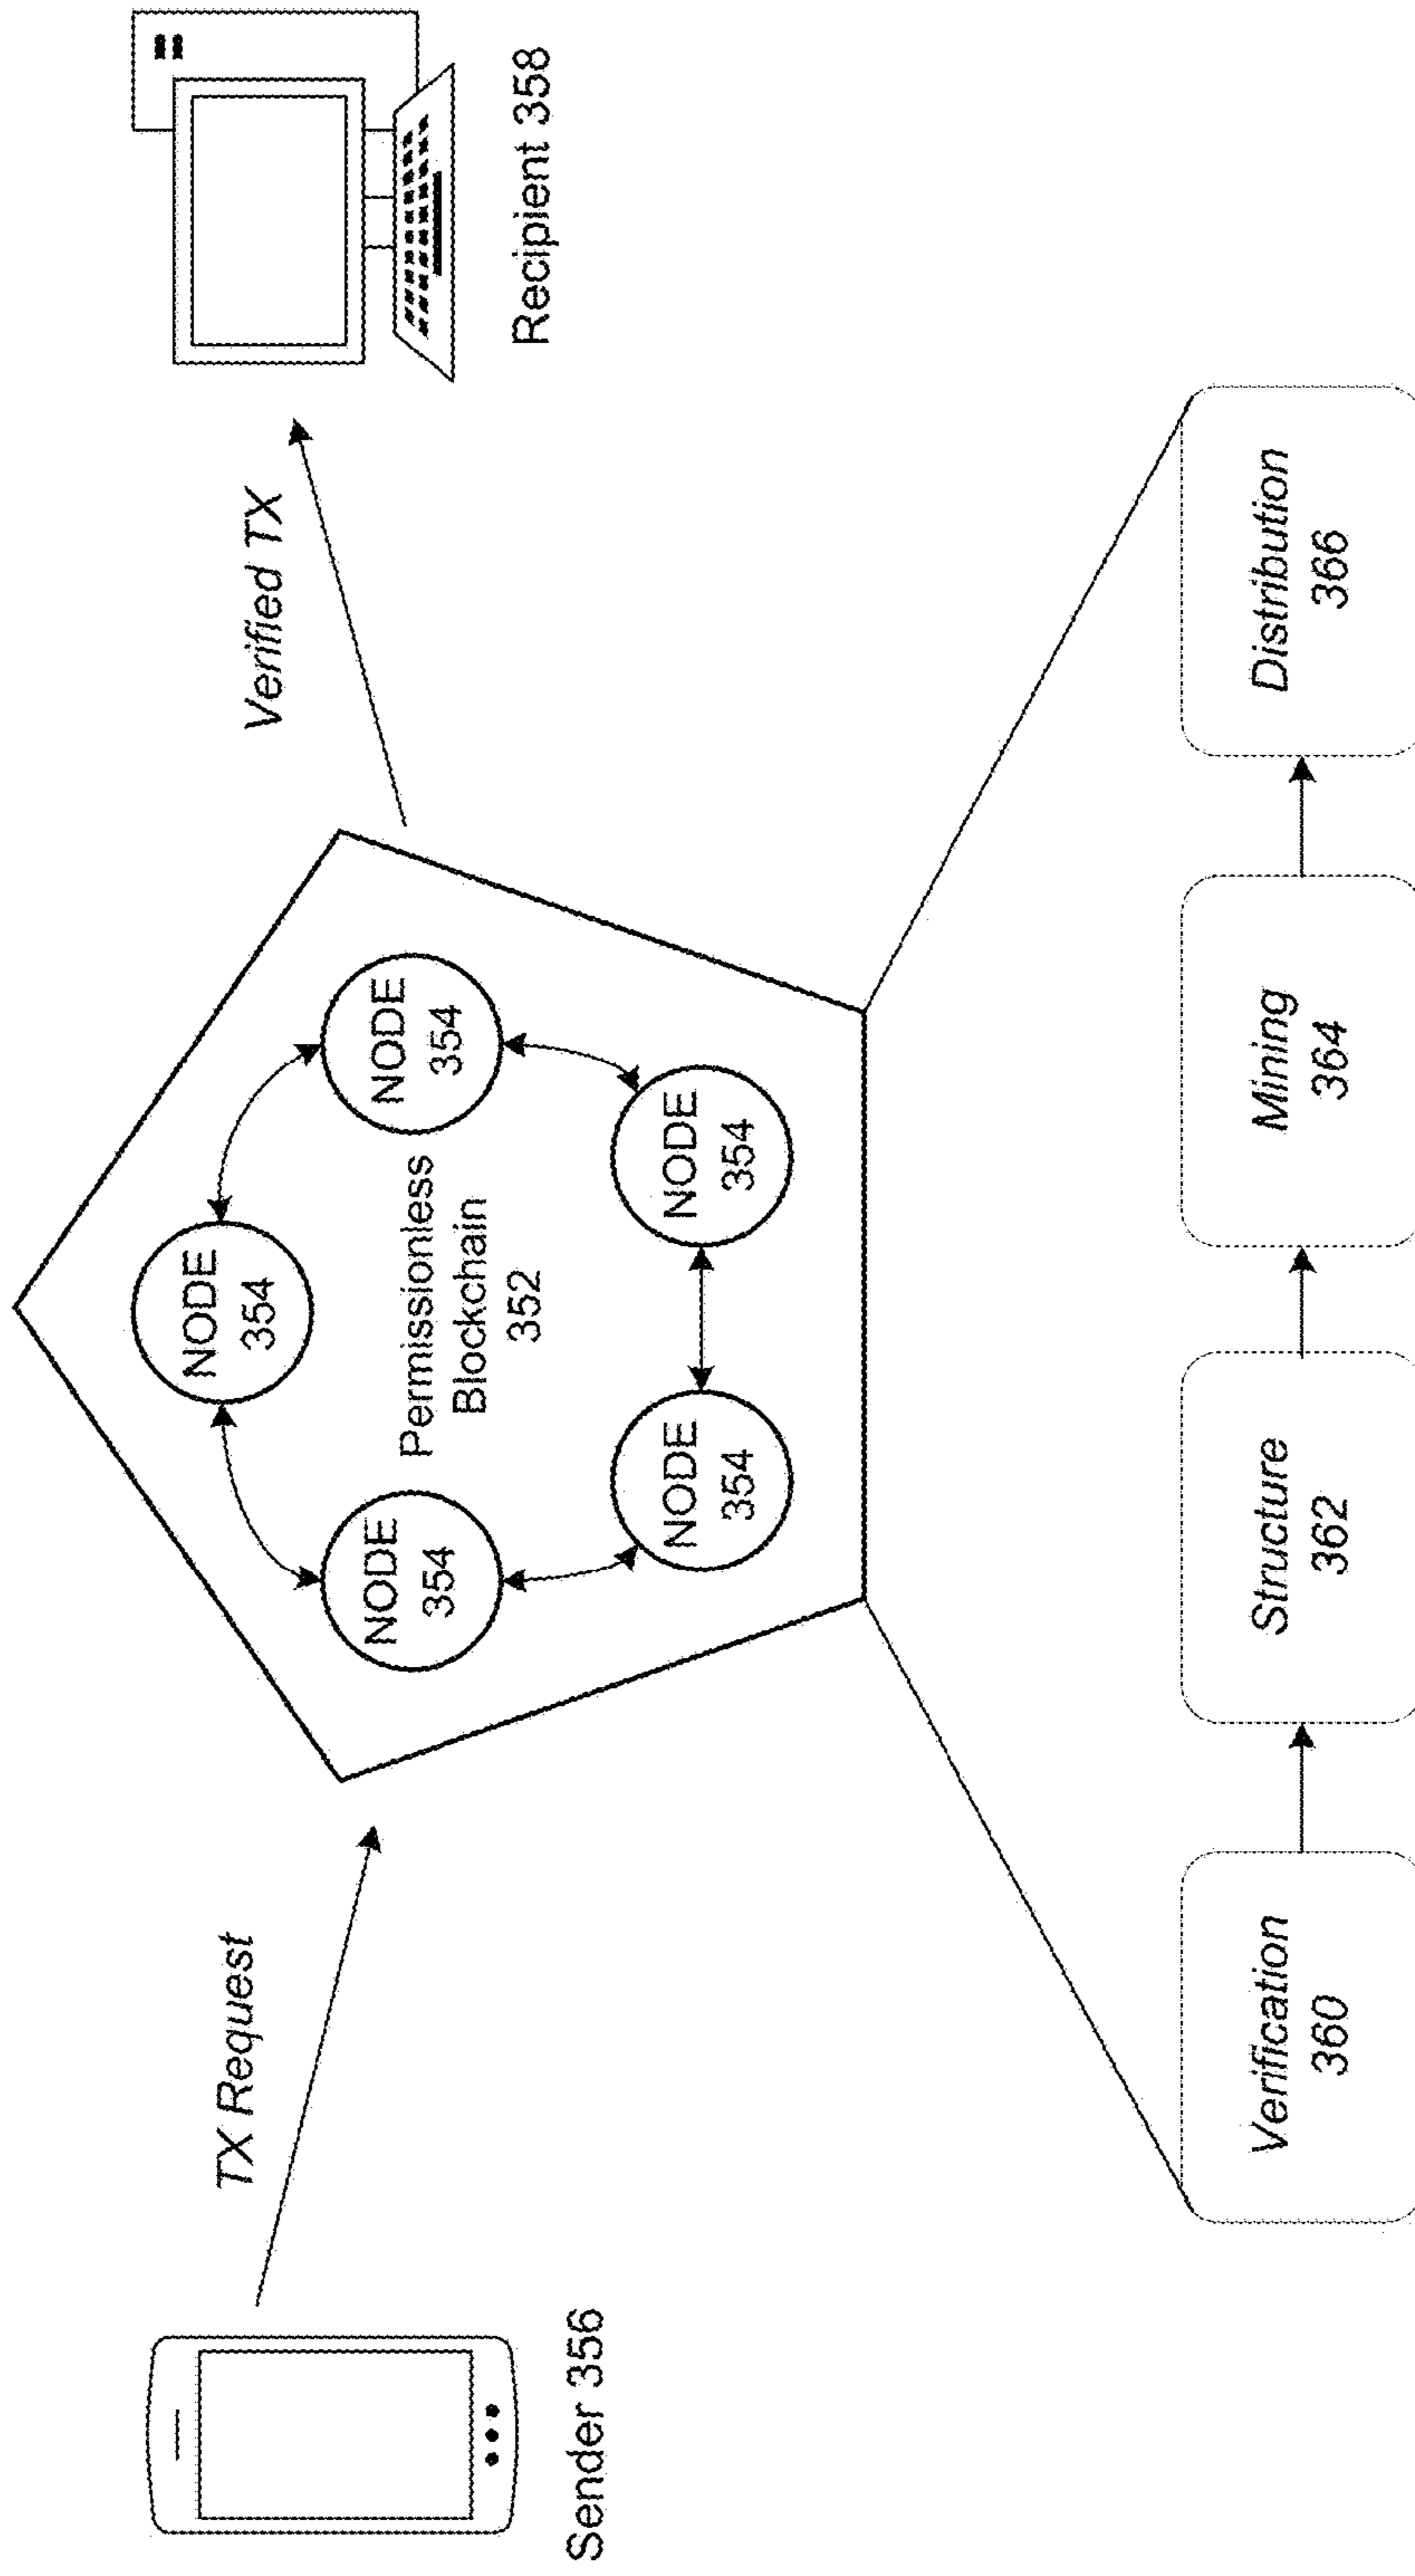 TX Request
Sender 356
NODE
354
NODE
354
NODE
354
NODE
354
NODE
354
Permissionless
Blockchain
352
Verified TX
Recipient 358
Verification
360
Structure
362
Mining
364
Distribution
366